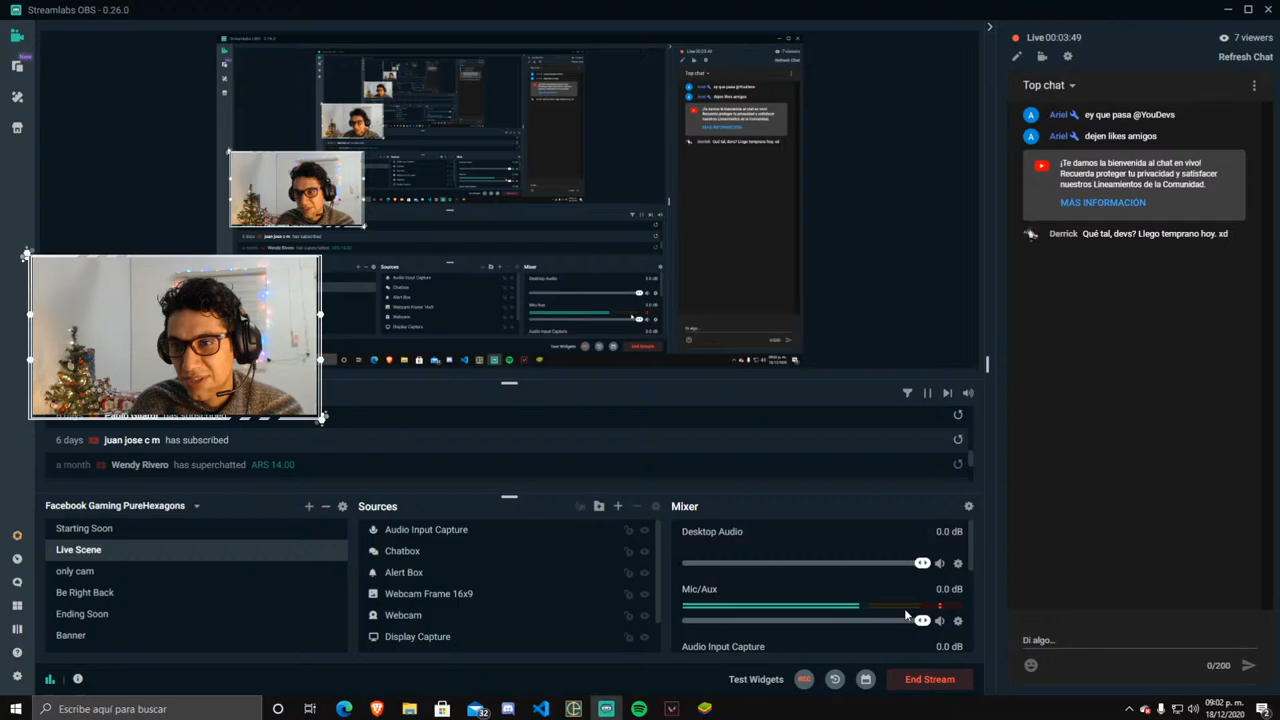 Streamlabs OBS - 0.26.0
New
Live 00:03:49
7 viewers
Refresh Chat
Top chat
Ariel ey que pasa @YouBers
Ariel dejen likes amigos
¡Te damos la bienvenida al chat en vivo!
Recuerda proteger tu privacidad y satisfacer
nuestros Lineamientos de la Comunidad.
MÁS INFORMACIÓN
Derrick Qué tal, dero? Llego temprano hoy. xd
has subscribed
6 days juan jose c m has subscribed
a month Wendy Rivero has superchatted ARS 14.00
Facebook Gaming PureHexagons
Starting Soon
Live Scene
only cam
Be Right Back
Ending Soon
Banner
Sources
Audio Input Capture
Chatbox
Alert Box
Webcam Frame 16x9
Webcam
Display Capture
Mixer
Desktop Audio 0.0 dB
Mic/Aux 0.0 dB
Audio Input Capture 0.0 dB
Di algo...
0/200
Test Widgets
REC
End Stream
Escribe aquí para buscar
32
09:02 p. m.
18/12/2020